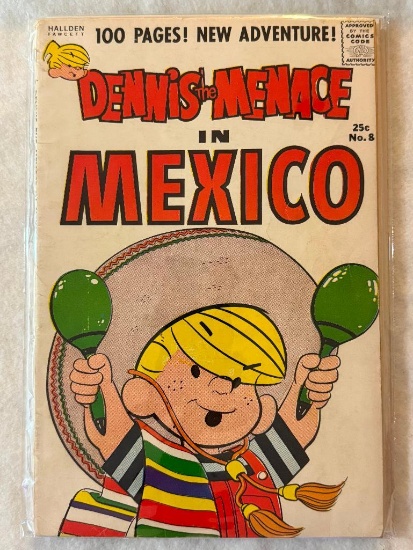 HALLDEN
FAWCETT
100 PAGES! NEW ADVENTURE!
APPROVED
BY THE
COMICS
CODE
AUTHORITY
DENNIS the MENACE
25c
No. 8
IN
MEXICO